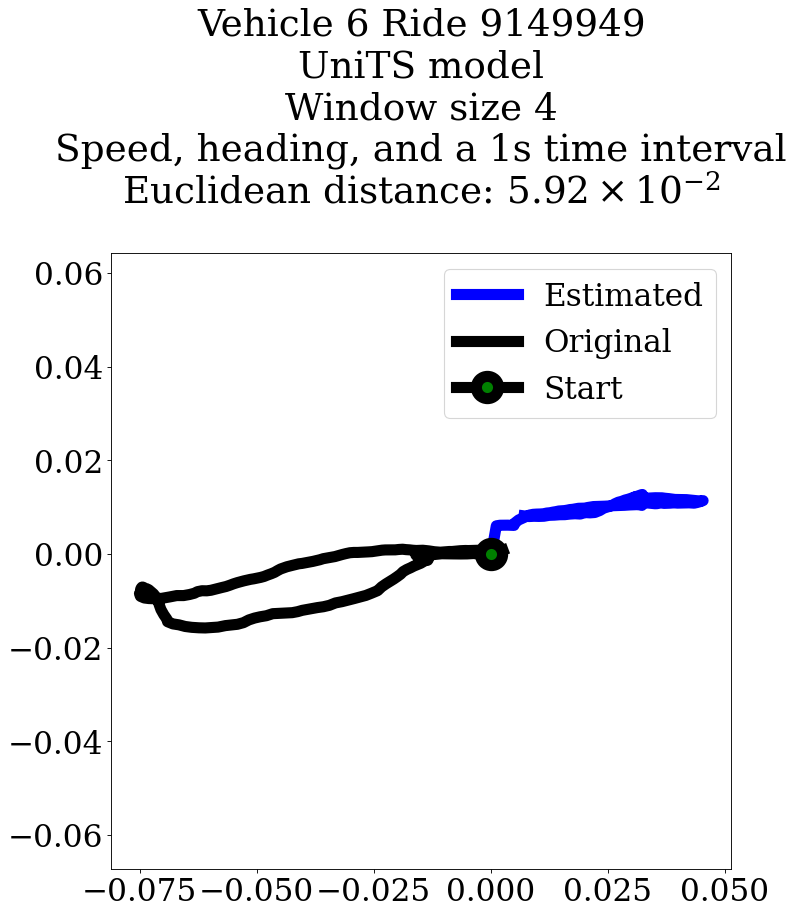 Vehicle 6 Ride 9149949
UniTS model
Window size 4
Speed, heading, and a 1s time interval
Euclidean distance: 5.92 × 10⁻²
Estimated
Original
Start
0.06
0.04
0.02
0.00
−0.02
−0.04
−0.06
−0.075 −0.050 −0.025 0.000 0.025 0.050